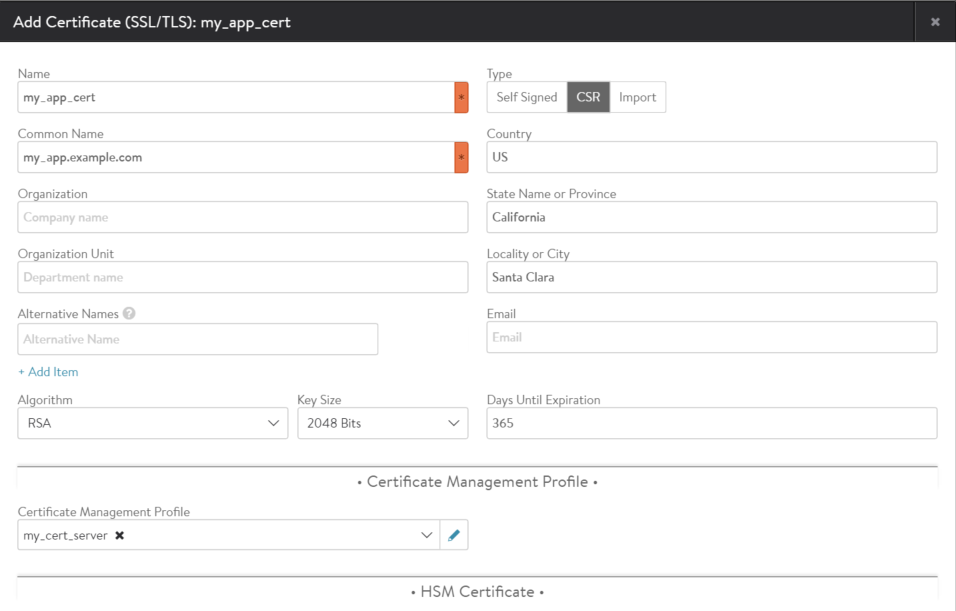 Add Certificate (SSL/TLS): my_app_cert ×
Name
my_app_cert *
Type
Self Signed CSR Import
Common Name
my_app.example.com *
Country
US
Organization
Company name
State Name or Province
California
Organization Unit
Department name
Locality or City
Santa Clara
Alternative Names ?
Alternative Name
Email
Email
+ Add Item
Algorithm
RSA
Key Size
2048 Bits
Days Until Expiration
365
• Certificate Management Profile •
Certificate Management Profile
my_cert_server ×
• HSM Certificate •